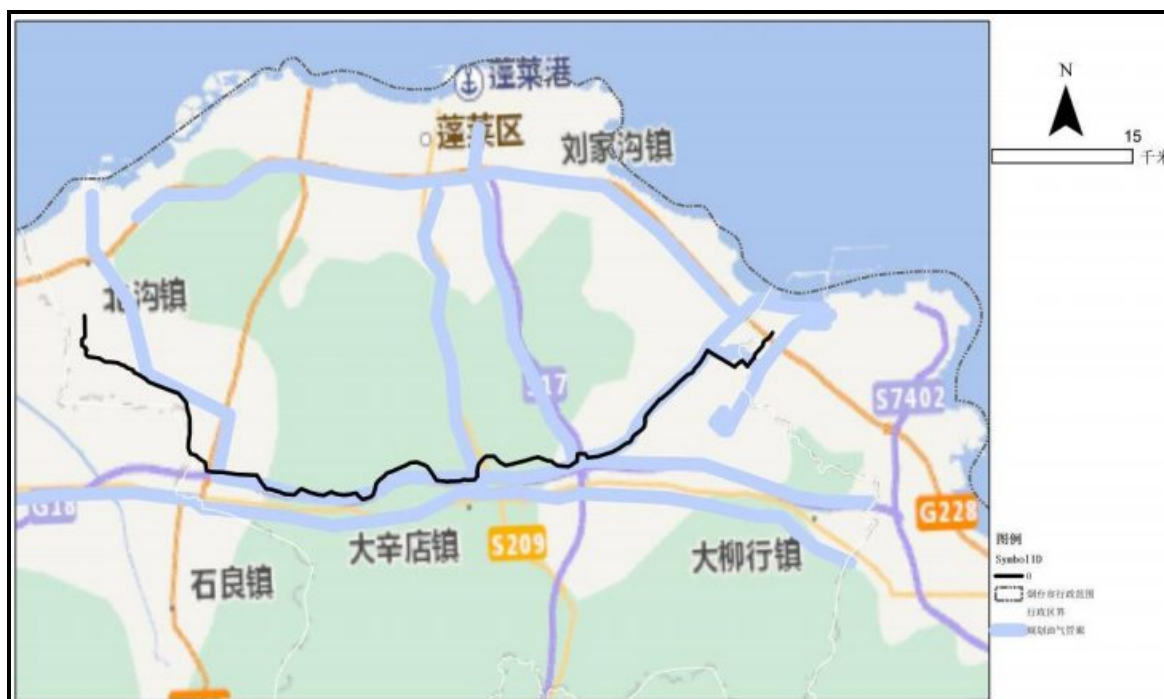 蓬莱港
蓬莱区
刘家沟镇
北沟镇
S17
S7402
G18
G228
大辛店镇
S209
大柳行镇
石良镇
N
15
千米
图例
Symbol ID
0
烟台市行政范围
行政区界
规划油气管廊